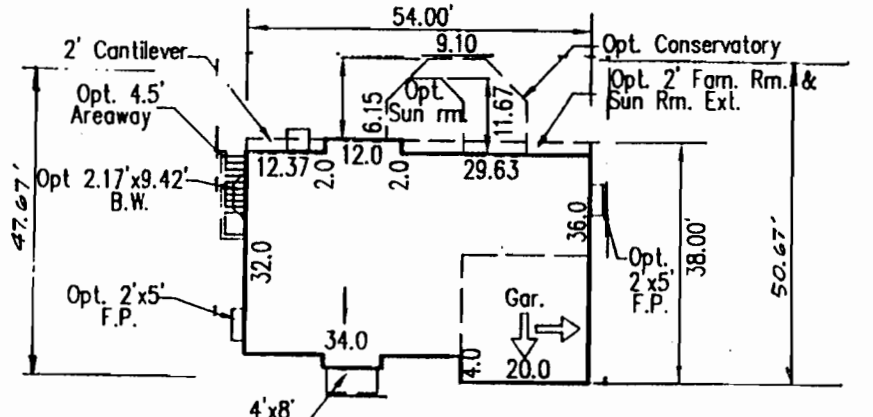 54.00'
9.10
2' Cantilever
Opt. Conservatory
Opt. 4.5'
Areaway
Opt.
Sun rm.
6.15
11.67
Opt. 2' Fam. Rm. &
Sun Rm. Ext.
12.37
2.0
12.0
2.0
29.63
Opt 2.17'x9.42'
B.W.
47.67'
32.0
36.0
38.00'
50.67'
Opt.
2'x5'
F.P.
Opt. 2'x5'
F.P.
Gar.
34.0
4.0
20.0
4'x8'